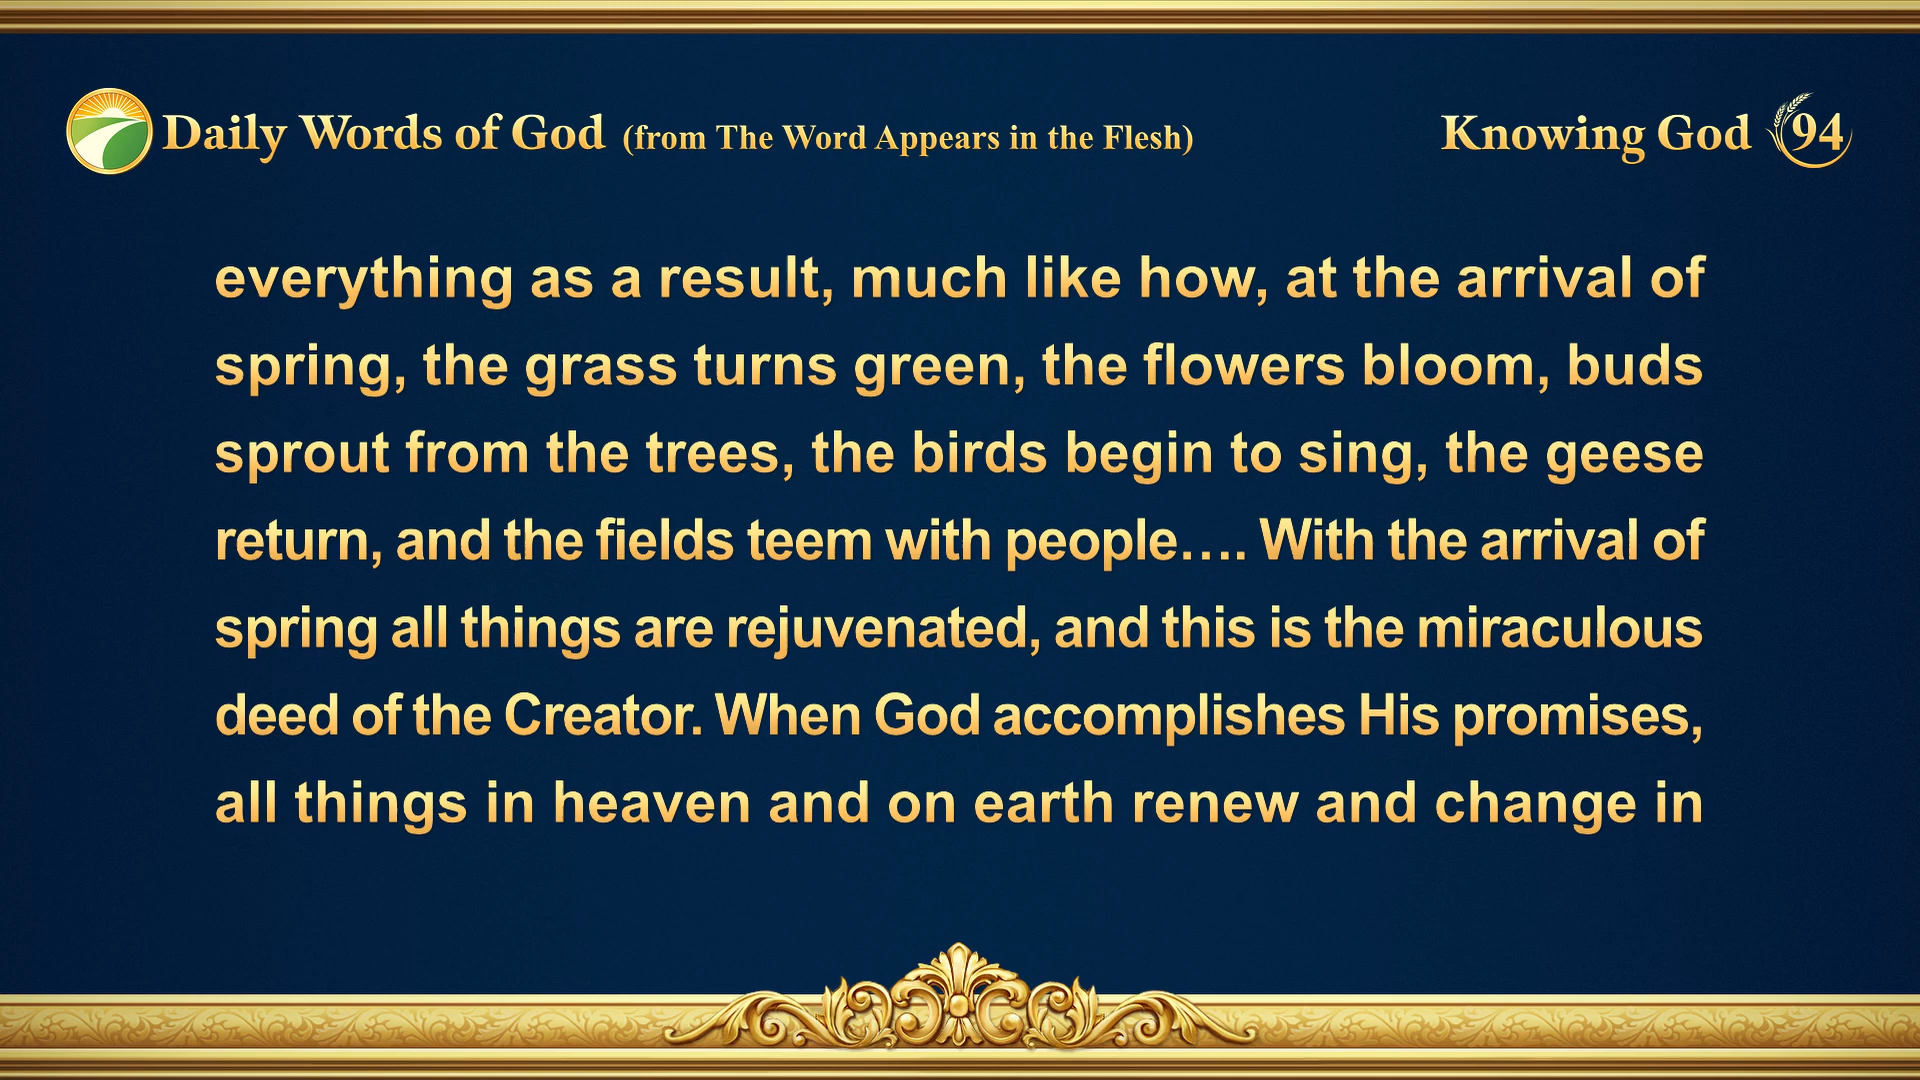 Daily Words of God (from The Word Appears in the Flesh)
Knowing God 94
everything as a result, much like how, at the arrival of
spring, the grass turns green, the flowers bloom, buds
sprout from the trees, the birds begin to sing, the geese
return, and the fields teem with people…. With the arrival of
spring all things are rejuvenated, and this is the miraculous
deed of the Creator. When God accomplishes His promises,
all things in heaven and on earth renew and change in